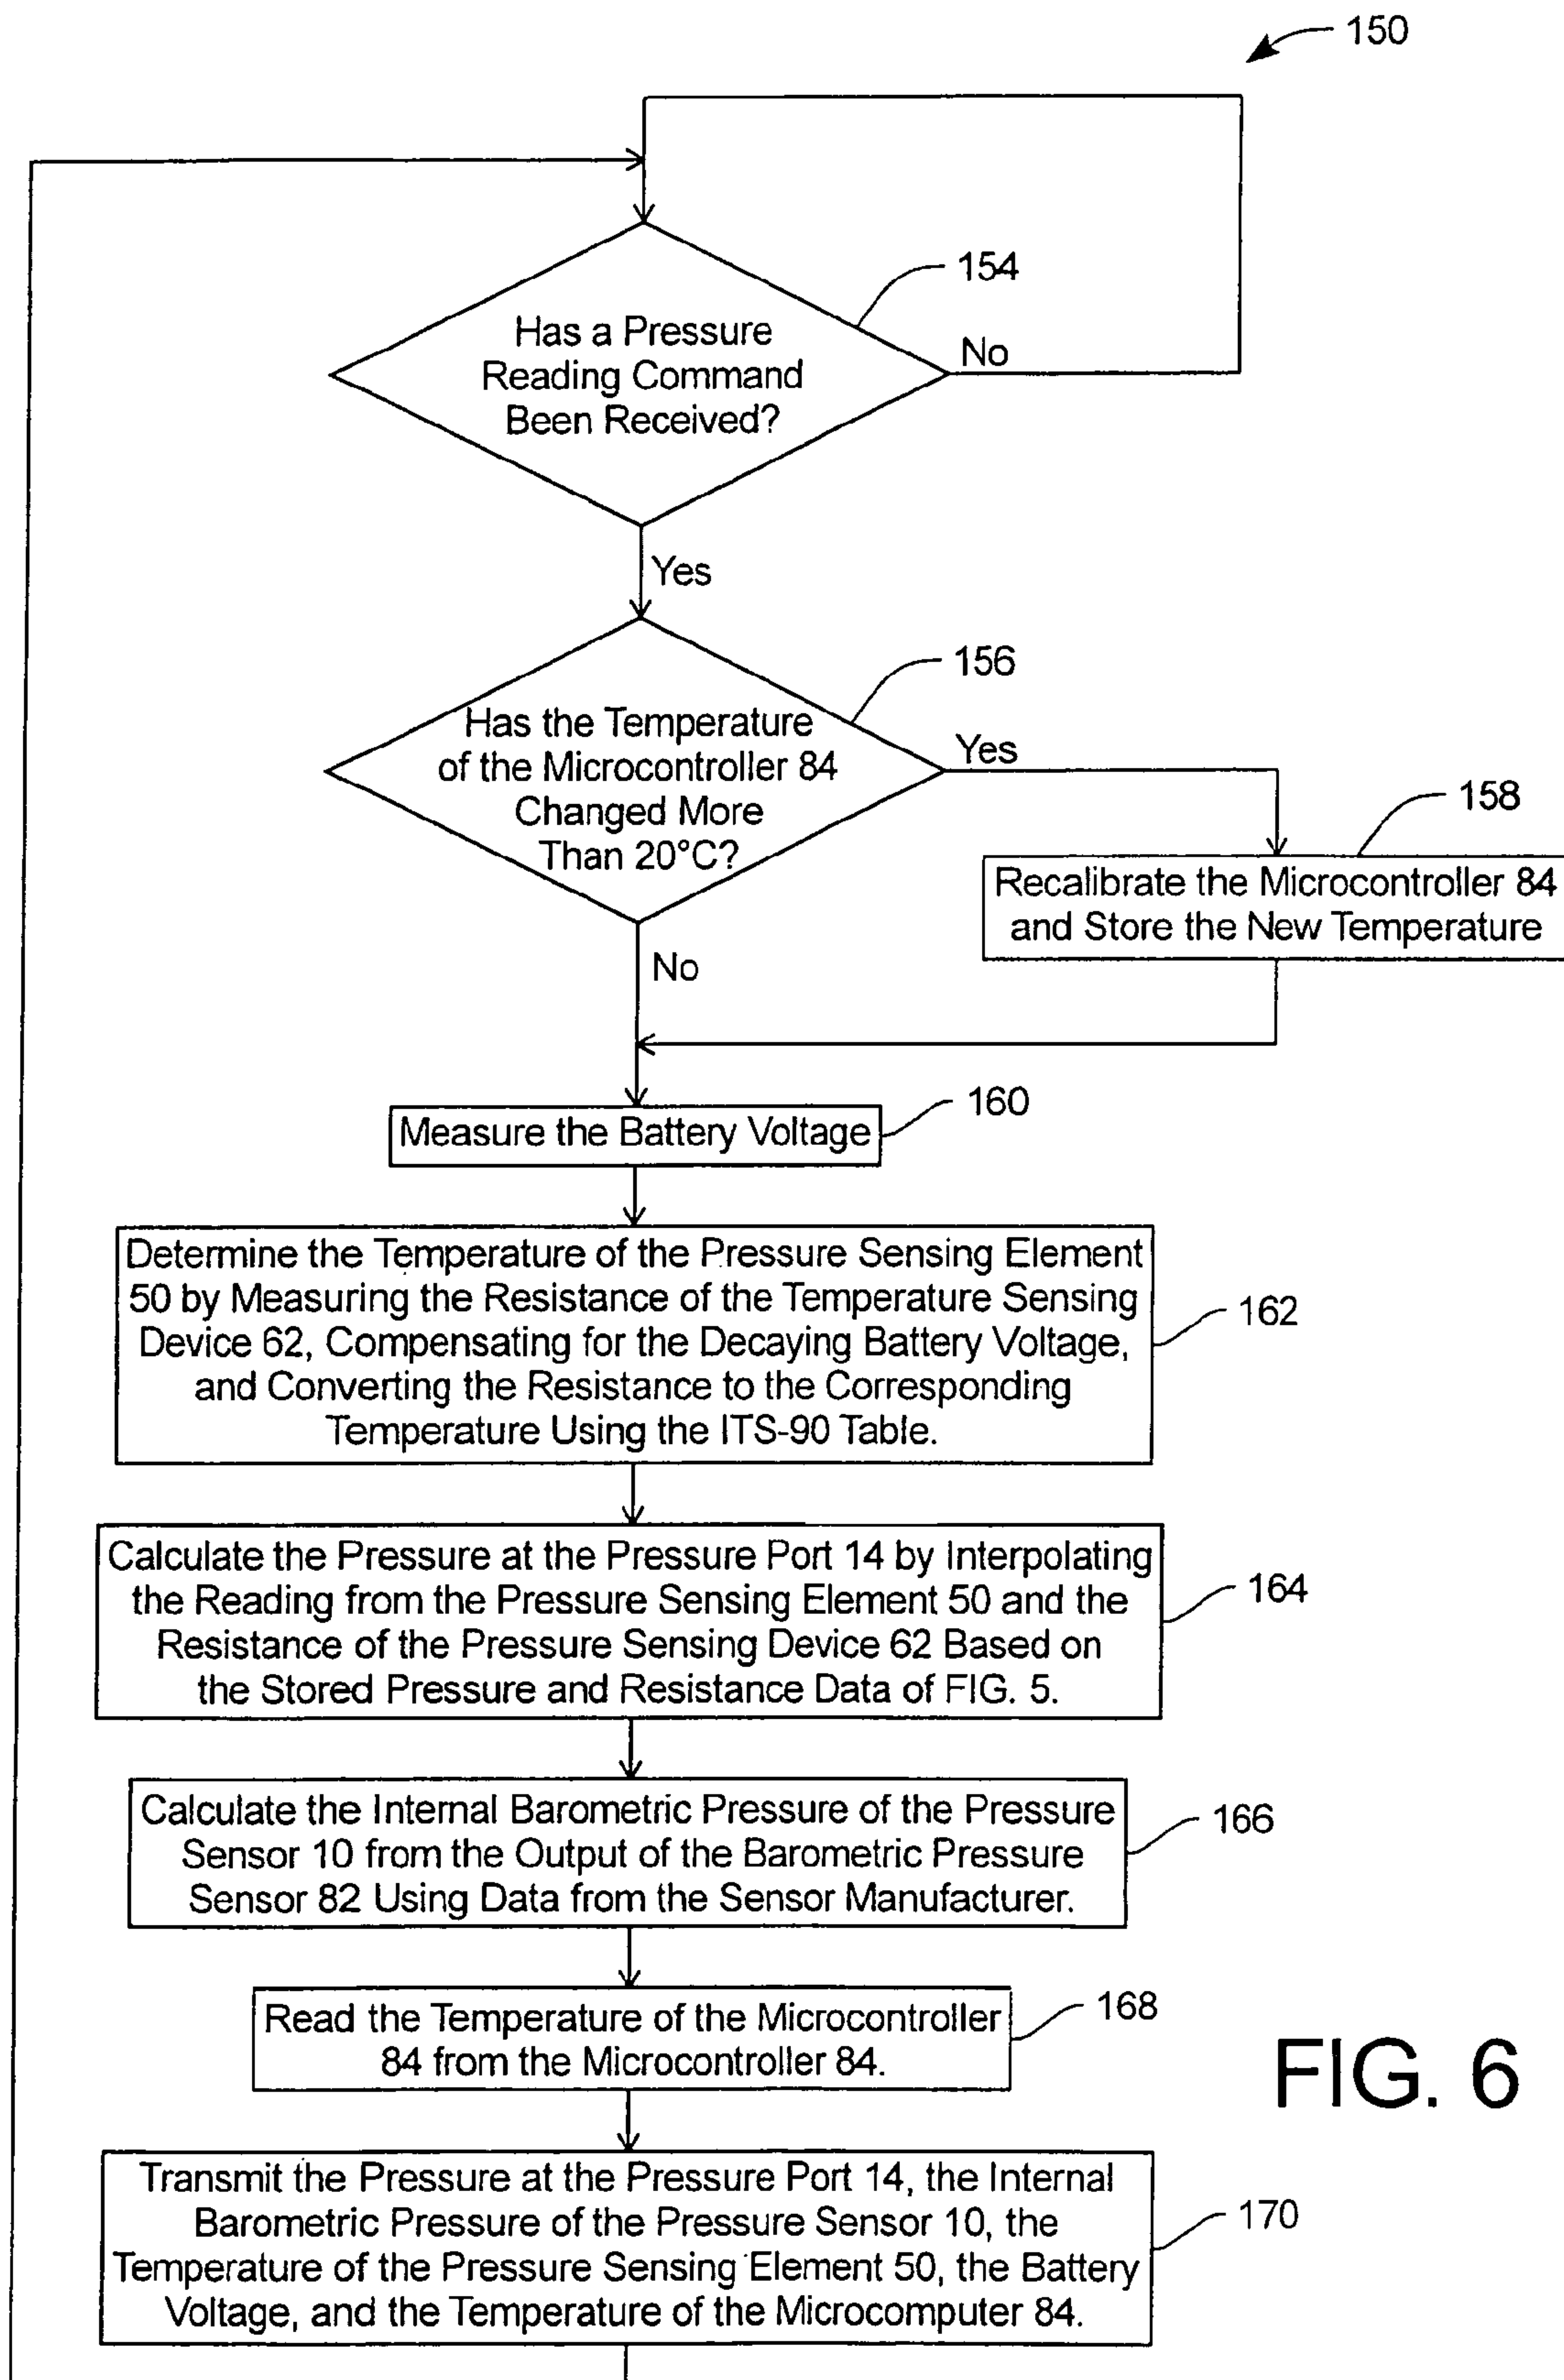 150
154
Has a Pressure
Reading Command
Been Received?
No
Yes
156
Has the Temperature
of the Microcontroller 84
Changed More
Than 20°C?
Yes
158
Recalibrate the Microcontroller 84
and Store the New Temperature
No
160
Measure the Battery Voltage
Determine the Temperature of the Pressure Sensing Element
50 by Measuring the Resistance of the Temperature Sensing
Device 62, Compensating for the Decaying Battery Voltage,
and Converting the Resistance to the Corresponding
Temperature Using the ITS-90 Table.
162
Calculate the Pressure at the Pressure Port 14 by Interpolating
the Reading from the Pressure Sensing Element 50 and the
Resistance of the Pressure Sensing Device 62 Based on
the Stored Pressure and Resistance Data of FIG. 5.
164
Calculate the Internal Barometric Pressure of the Pressure
Sensor 10 from the Output of the Barometric Pressure
Sensor 82 Using Data from the Sensor Manufacturer.
166
Read the Temperature of the Microcontroller
84 from the Microcontroller 84.
168
FIG. 6
Transmit the Pressure at the Pressure Port 14, the Internal
Barometric Pressure of the Pressure Sensor 10, the
Temperature of the Pressure Sensing Element 50, the Battery
Voltage, and the Temperature of the Microcomputer 84.
170